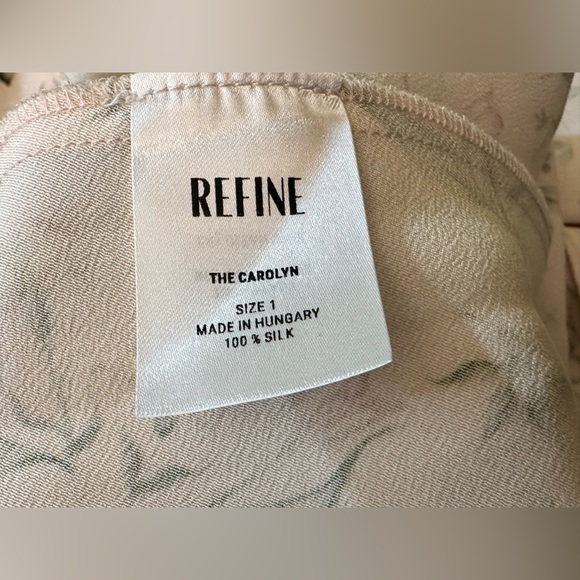 REFINE
THE CAROLYN
SIZE 1
MADE IN HUNGARY
100 % SILK